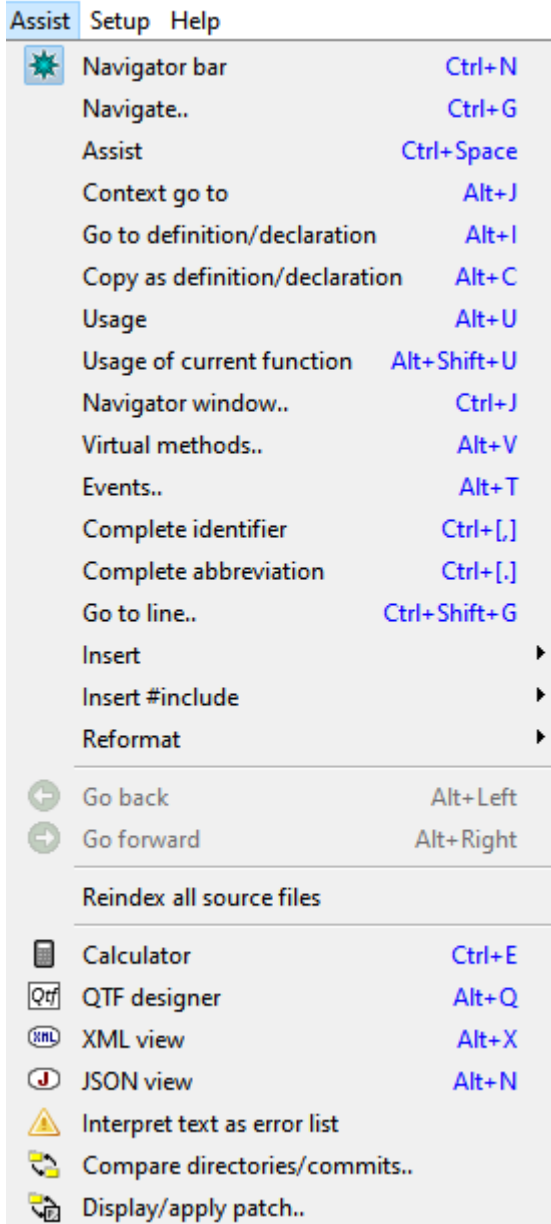 Assist Setup Help
Navigator bar Ctrl+N
Navigate.. Ctrl+G
Assist Ctrl+Space
Context go to Alt+J
Go to definition/declaration Alt+I
Copy as definition/declaration Alt+C
Usage Alt+U
Usage of current function Alt+Shift+U
Navigator window.. Ctrl+J
Virtual methods.. Alt+V
Events.. Alt+T
Complete identifier Ctrl+[,]
Complete abbreviation Ctrl+[.]
Go to line.. Ctrl+Shift+G
Insert
Insert #include
Reformat
Go back Alt+Left
Go forward Alt+Right
Reindex all source files
Calculator Ctrl+E
Qtf QTF designer Alt+Q
XML XML view Alt+X
J JSON view Alt+N
Interpret text as error list
Compare directories/commits..
Display/apply patch..